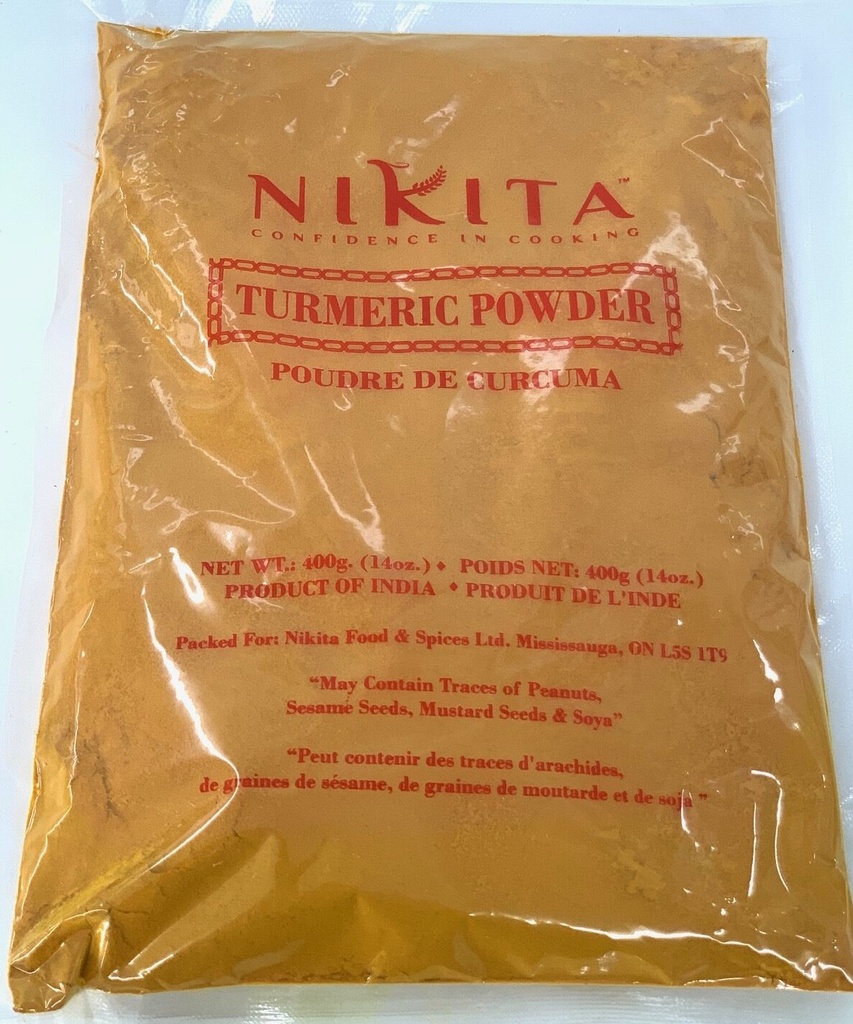 NIKITA™
CONFIDENCE IN COOKING
TURMERIC POWDER
POUDRE DE CURCUMA
NET WT.: 400g. (14oz.) ♦ POIDS NET: 400g (14oz.)
PRODUCT OF INDIA ♦ PRODUIT DE L'INDE
Packed For: Nikita Food & Spices Ltd. Mississauga, ON L5S 1T9
“May Contain Traces of Peanuts,
Sesame Seeds, Mustard Seeds & Soya”
“Peut contenir des traces d'arachides,
de graines de sésame, de graines de moutarde et de soja ”